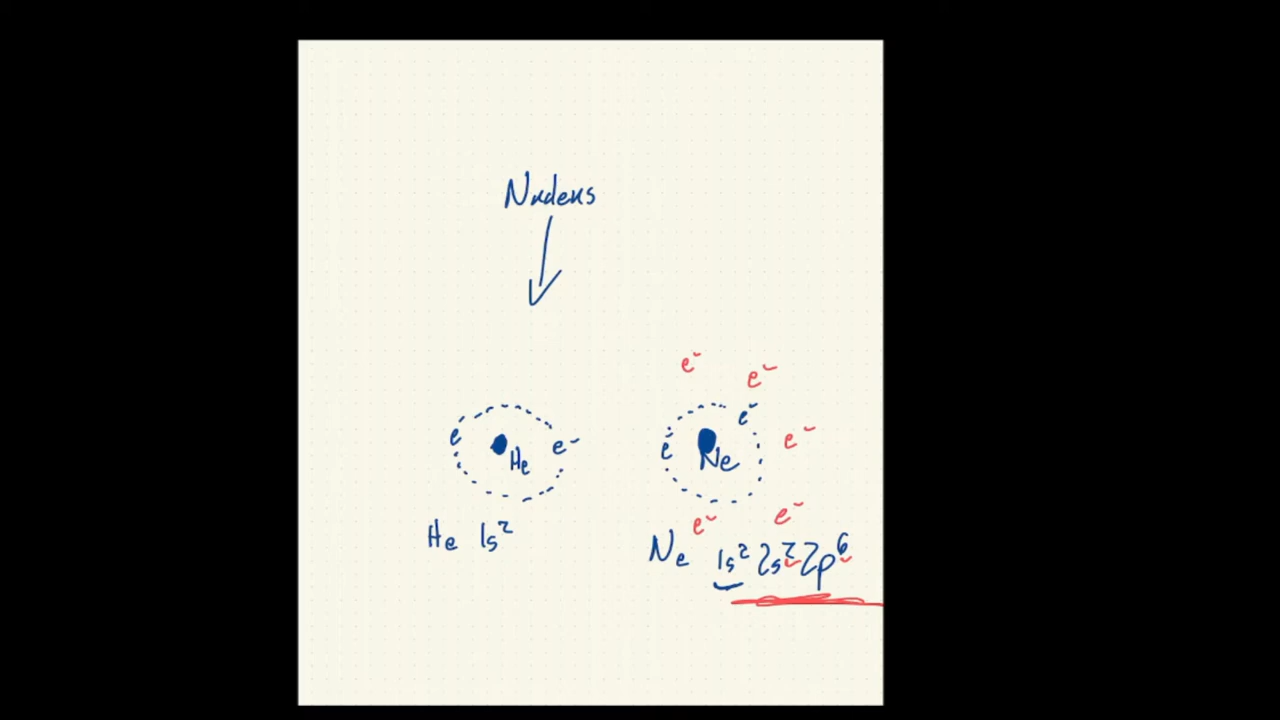 Nucleus
e⁻ e⁻
e⁻
e e⁻ He
e⁻ Ne e⁻
e⁻ e⁻
He 1s²
Ne 1s² 2s² 2p⁶